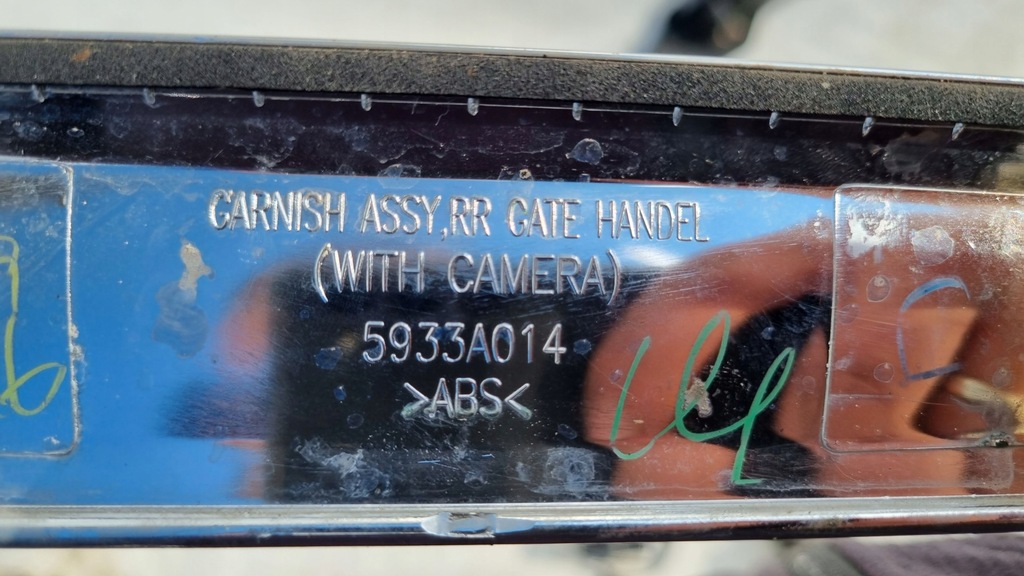 GARNISH ASSY,RR GATE HANDEL
(WITH CAMERA)
5933A014
>ABS<